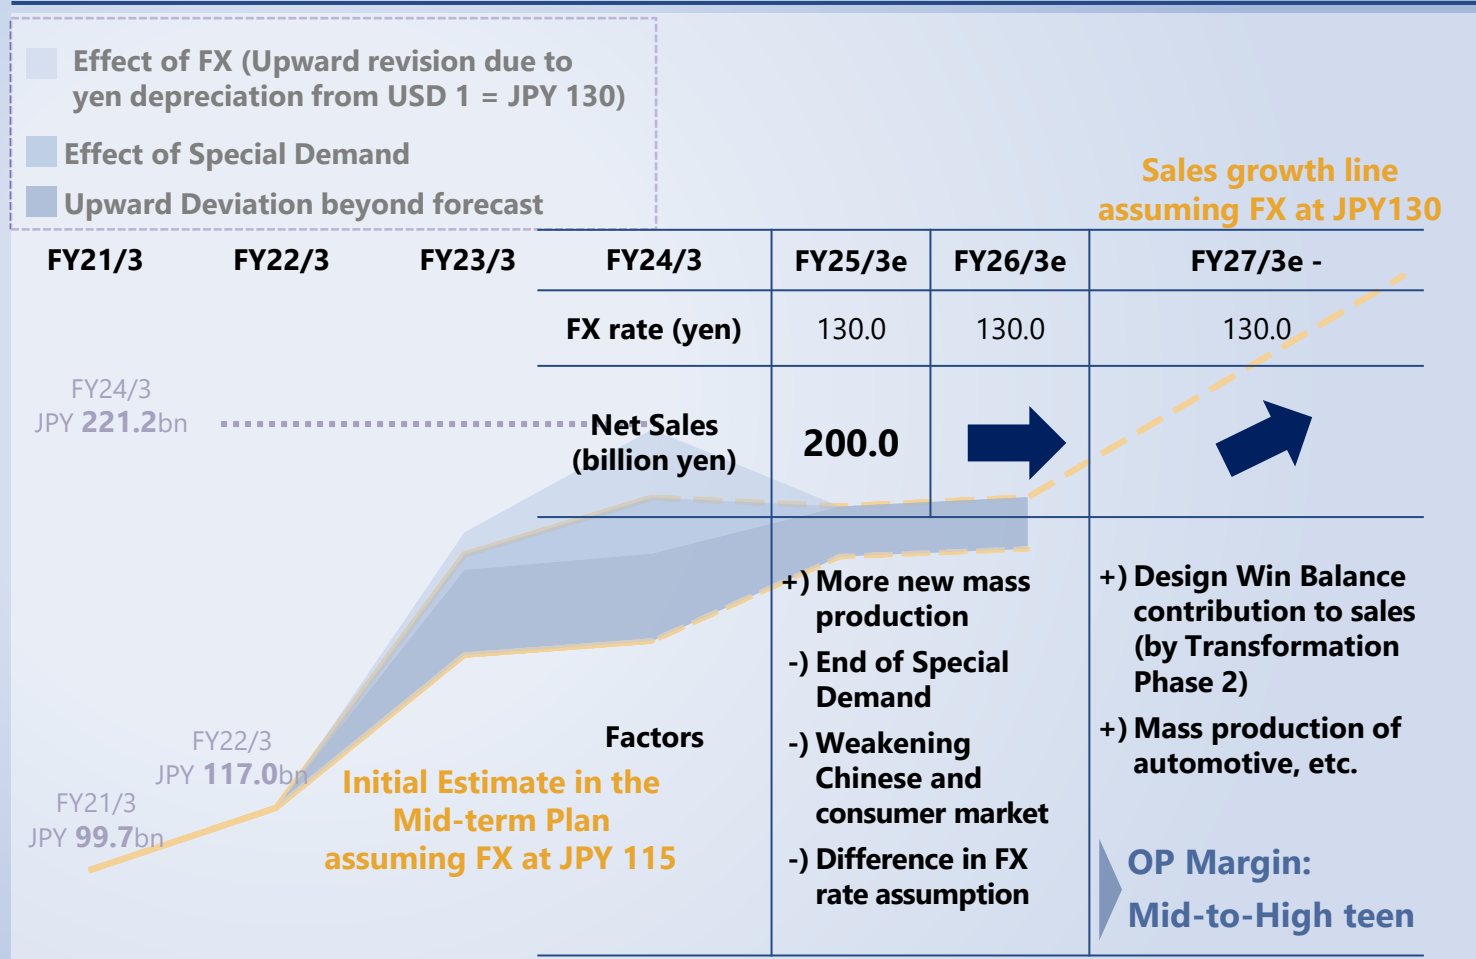 Effect of FX (Upward revision due to
yen depreciation from USD 1 = JPY 130)
Effect of Special Demand
Upward Deviation beyond forecast
Sales growth line
assuming FX at JPY130
FY21/3 FY22/3 FY23/3 FY24/3 FY25/3e FY26/3e FY27/3e -
FX rate (yen) 130.0 130.0 130.0
FY24/3
JPY 221.2bn
Net Sales
(billion yen)
200.0
FY22/3
JPY 117.0bn
FY21/3
JPY 99.7bn
Initial Estimate in the
Mid-term Plan
assuming FX at JPY 115
Factors
+) More new mass
production
-) End of Special
Demand
-) Weakening
Chinese and
consumer market
-) Difference in FX
rate assumption
+) Design Win Balance
contribution to sales
(by Transformation
Phase 2)
+) Mass production of
automotive, etc.
OP Margin:
Mid-to-High teen